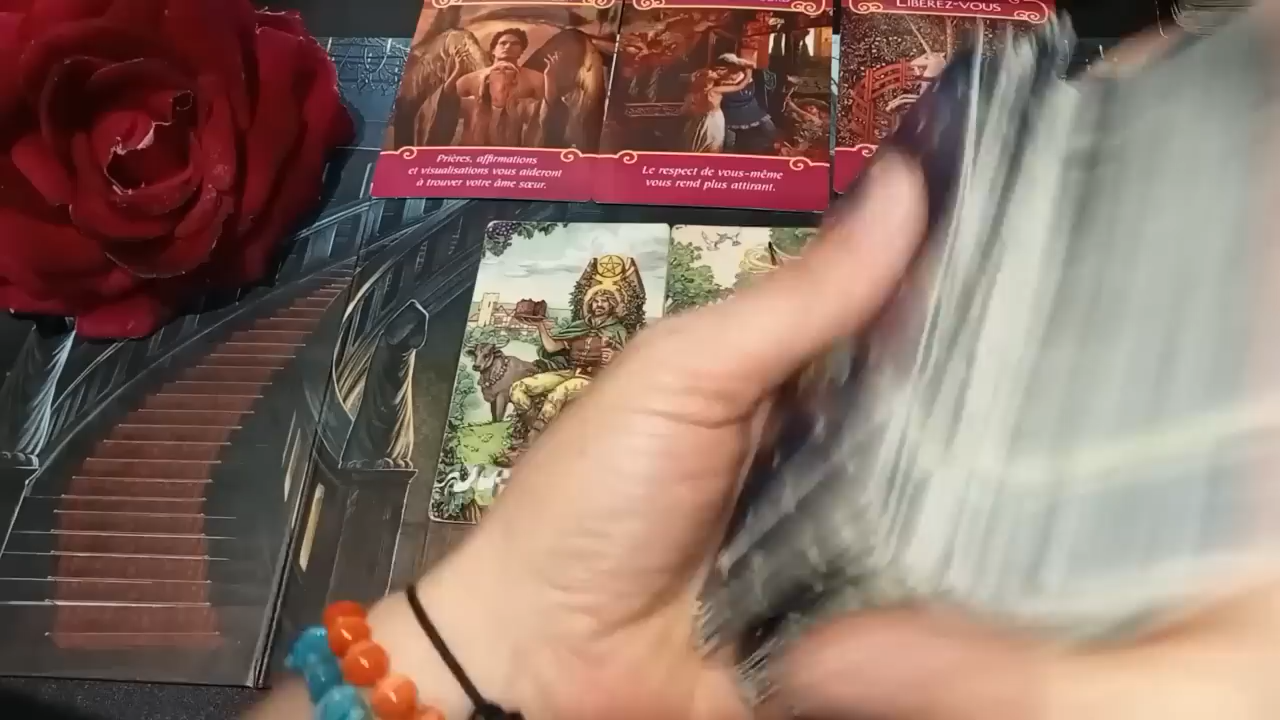 LIBÉREZ-VOUS
Prières, affirmations
et visualisations vous aideront
à trouver votre âme sœur.
Le respect de vous-même
vous rend plus attirant.